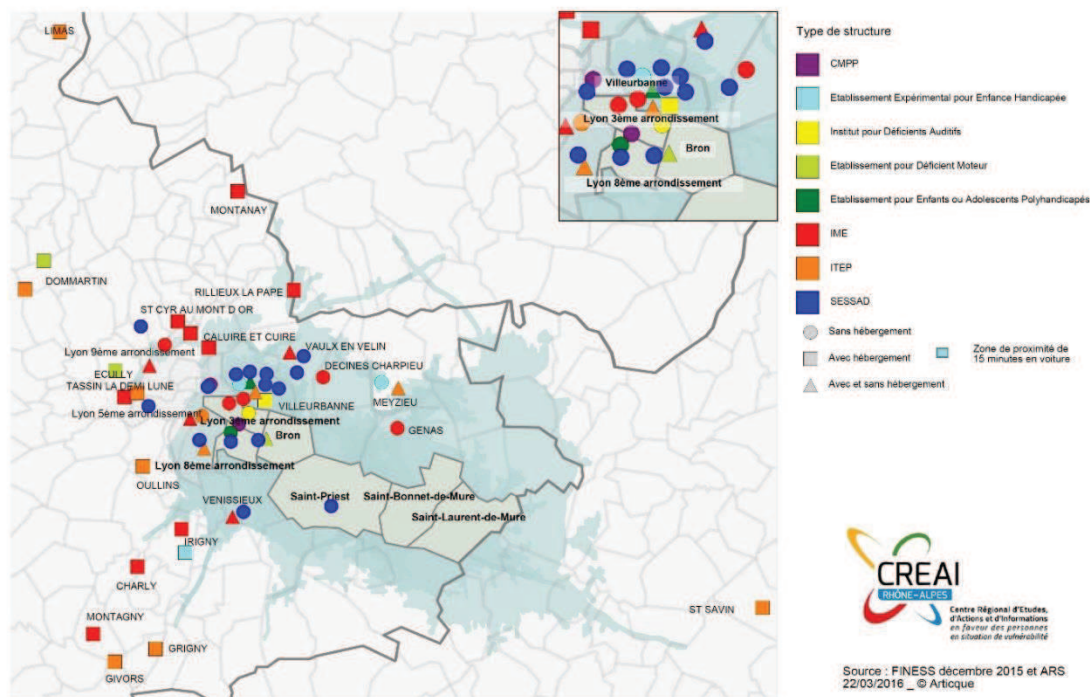 LIMAS
MONTANAY
DOMMARTIN
RILLIEUX LA PAPE
ST CYR AU MONT D OR
CALUIRE ET CUIRE
Lyon 9ème arrondissement
VAULX EN VELIN
ECULLY
DECINES CHARPIEU
TASSIN LA DEMI LUNE
MEYZIEU
VILLEURBANNE
Lyon 5ème arrondissement
Lyon 3ème arrondissement
GENAS
Bron
Lyon 8ème arrondissement
OULLINS
Saint-Priest
Saint-Bonnet-de-Mure
VENISSIEUX
Saint-Laurent-de-Mure
IRIGNY
CHARLY
ST SAVIN
MONTAGNY
GRIGNY
GIVORS
Villeurbanne
Lyon 3ème arrondissement
Bron
Lyon 8ème arrondissement
Type de structure
CMPP
Etablissement Expérimental pour Enfance Handicapée
Institut pour Déficients Auditifs
Etablissement pour Déficient Moteur
Etablissement pour Enfants ou Adolescents Polyhandicapés
IME
ITEP
SESSAD
Sans hébergement
Avec hébergement
Avec et sans hébergement
Zone de proximité de
15 minutes en voiture
CREAI
RHÔNE-ALPES
Centre Régional d'Etudes,
d'Actions et d'Informations
en faveur des personnes
en situation de vulnérabilité
Source : FINESS décembre 2015 et ARS
22/03/2016 _ © Articque